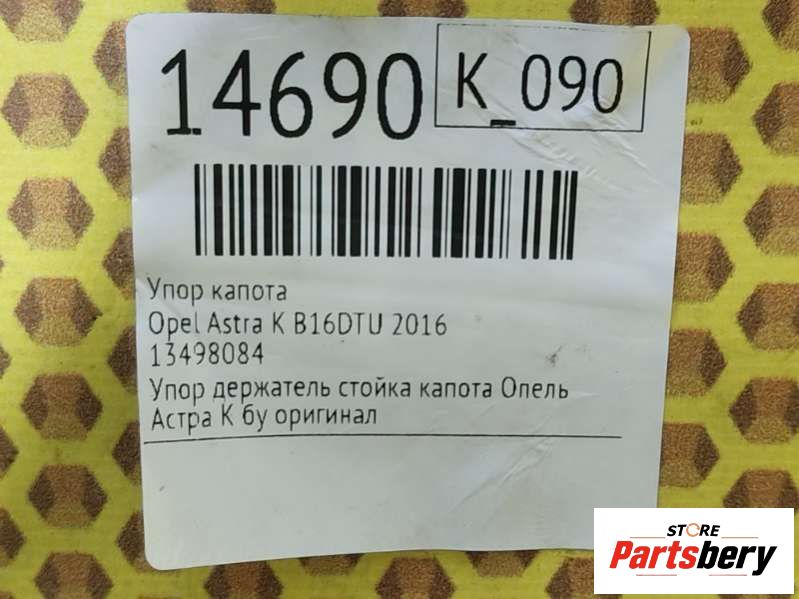 14690
K_090
Упор капота
Opel Astra K B16DTU 2016
13498084
Упор держатель стойка капота Опель
Астра К бу оригинал
STORE
Partsbery